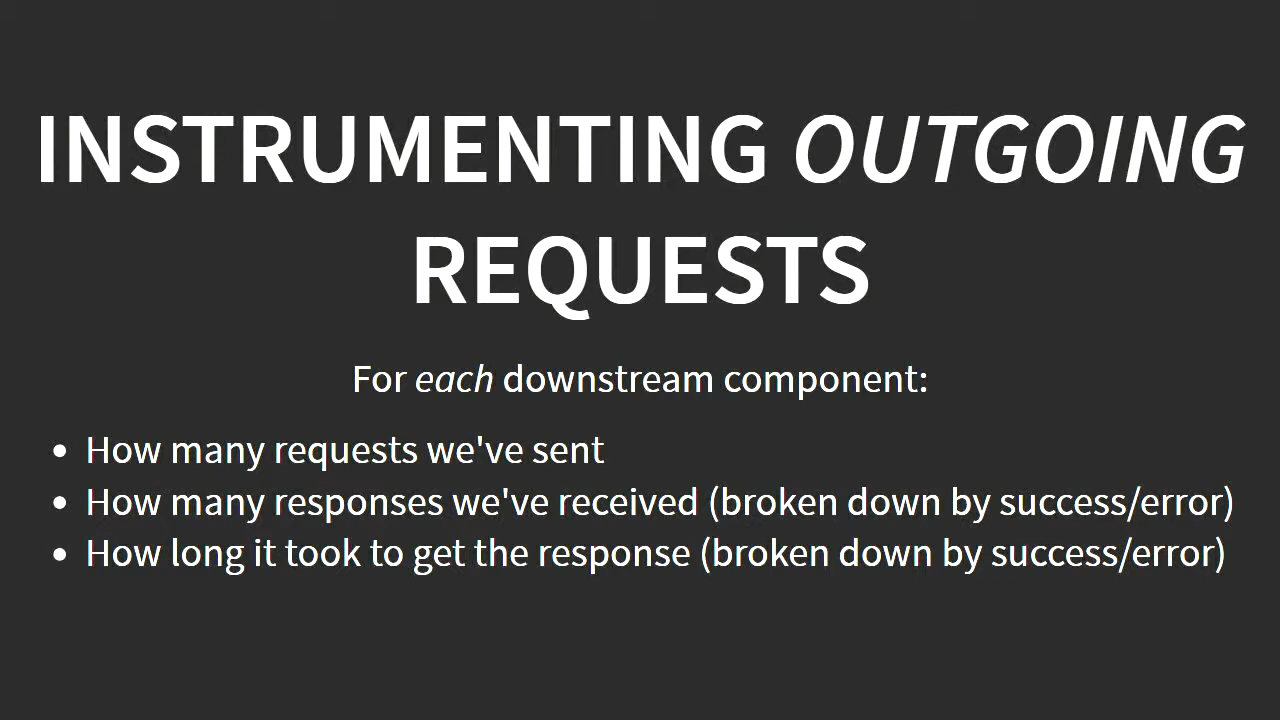 INSTRUMENTING OUTGOING
REQUESTS
For each downstream component:
• How many requests we've sent
• How many responses we've received (broken down by success/error)
• How long it took to get the response (broken down by success/error)